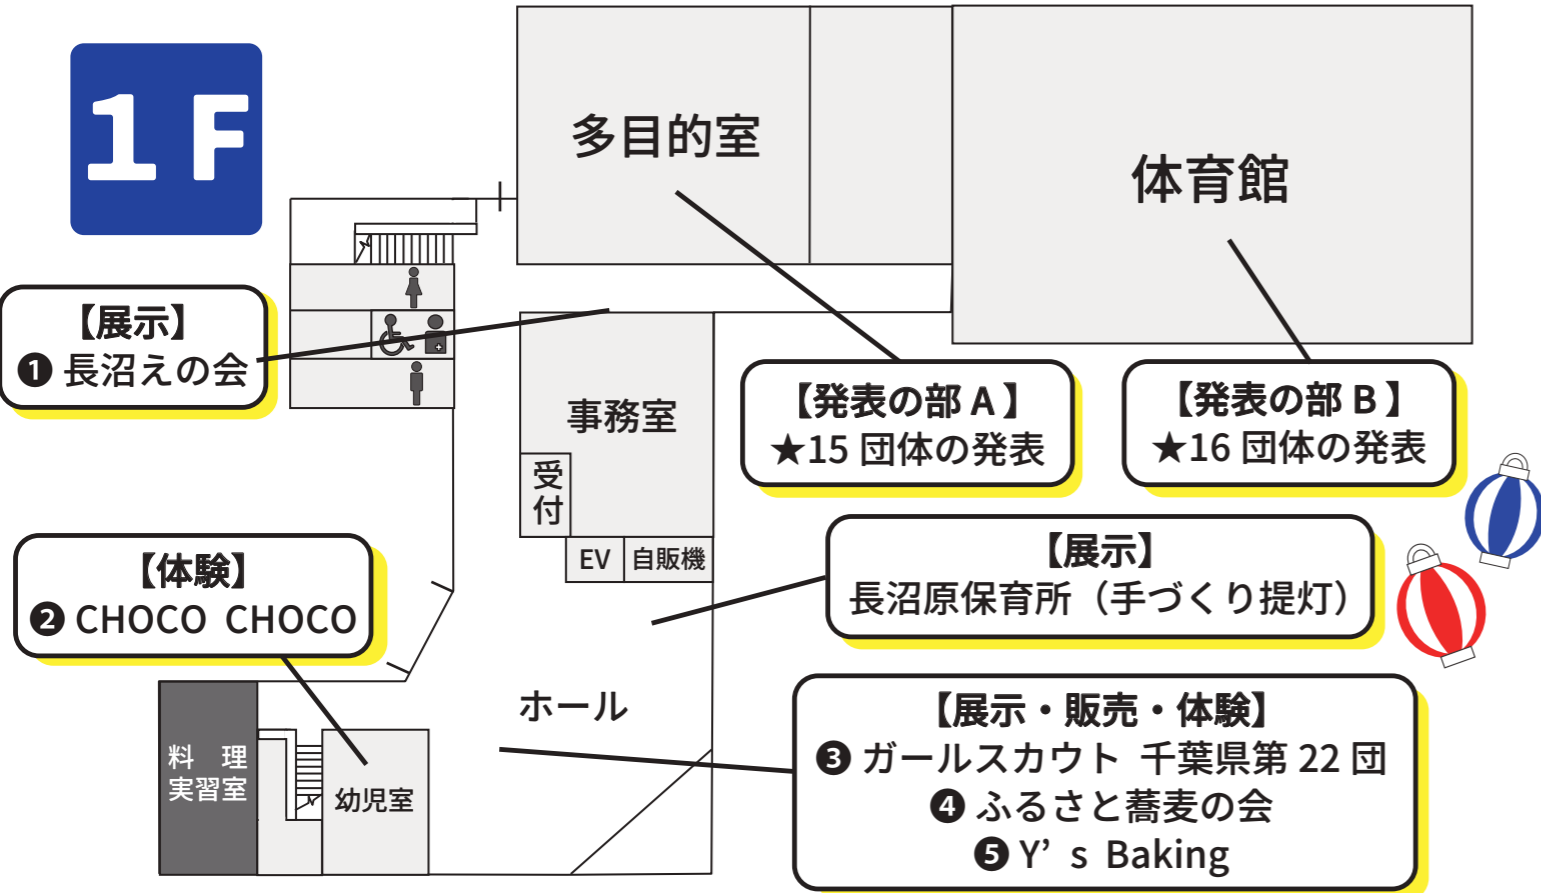 1F
多目的室
体育館
【展示】
❶ 長沼えの会
事務室
受付
EV
自販機
【発表の部 A】
★15 団体の発表
【発表の部 B】
★16 団体の発表
【展示】
長沼原保育所（手づくり提灯）
【体験】
❷ CHOCO CHOCO
ホール
料 理
実習室
幼児室
【展示・販売・体験】
❸ ガールスカウト 千葉県第 22 団
❹ ふるさと蕎麦の会
❺ Y’s Baking